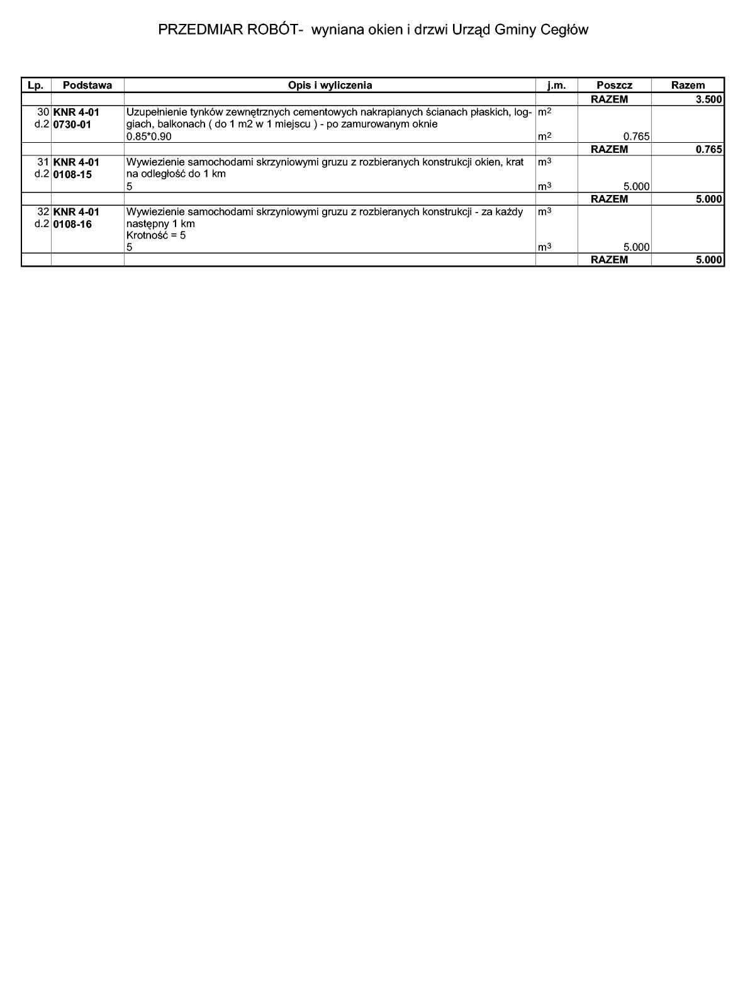 PRZEDMIAR ROBÓT-  wyniana okien i drzwi Urząd Gminy Cegłów
Lp. Podstawa Opis i wyliczenia j.m. Poszcz Razem
RAZEM 3.500
30 KNR 4-01 Uzupełnienie tynków zewnętrznych cementowych nakrapianych ścianach płaskich, log- m2
d.2 0730-01 giach, balkonach ( do 1 m2 w 1 miejscu ) - po zamurowanym oknie
0.85*0.90 m2 0.765
RAZEM 0.765
31 KNR 4-01 Wywiezienie samochodami skrzyniowymi gruzu z rozbieranych konstrukcji okien, krat m3
d.2 0108-15 na odległość do 1 km
5 m3 5.000
RAZEM 5.000
32 KNR 4-01 Wywiezienie samochodami skrzyniowymi gruzu z rozbieranych konstrukcji - za każdy m3
d.2 0108-16 następny 1 km
Krotność = 5
5 m3 5.000
RAZEM 5.000